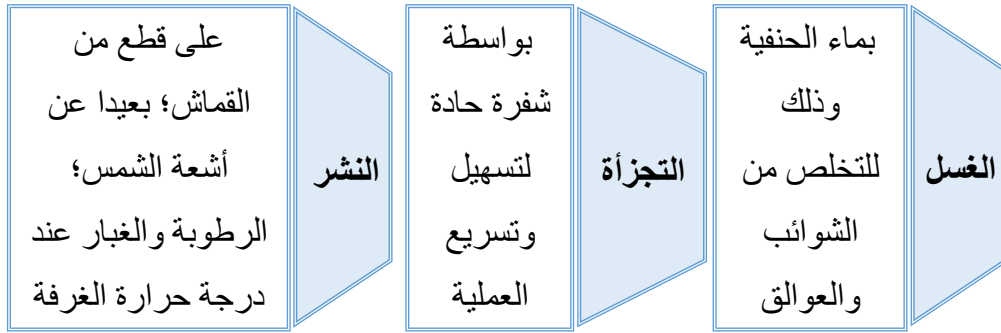 الغسل
بماء الحنفية
وذلك
للتخلص من
الشوائب
والعوالق
التجزأة
بواسطة
شفرة حادة
لتسهيل
وتسريع
العملية
النشر
على قطع من
القماش؛ بعيدا عن
أشعة الشمس؛
الرطوبة والغبار عند
درجة حرارة الغرفة